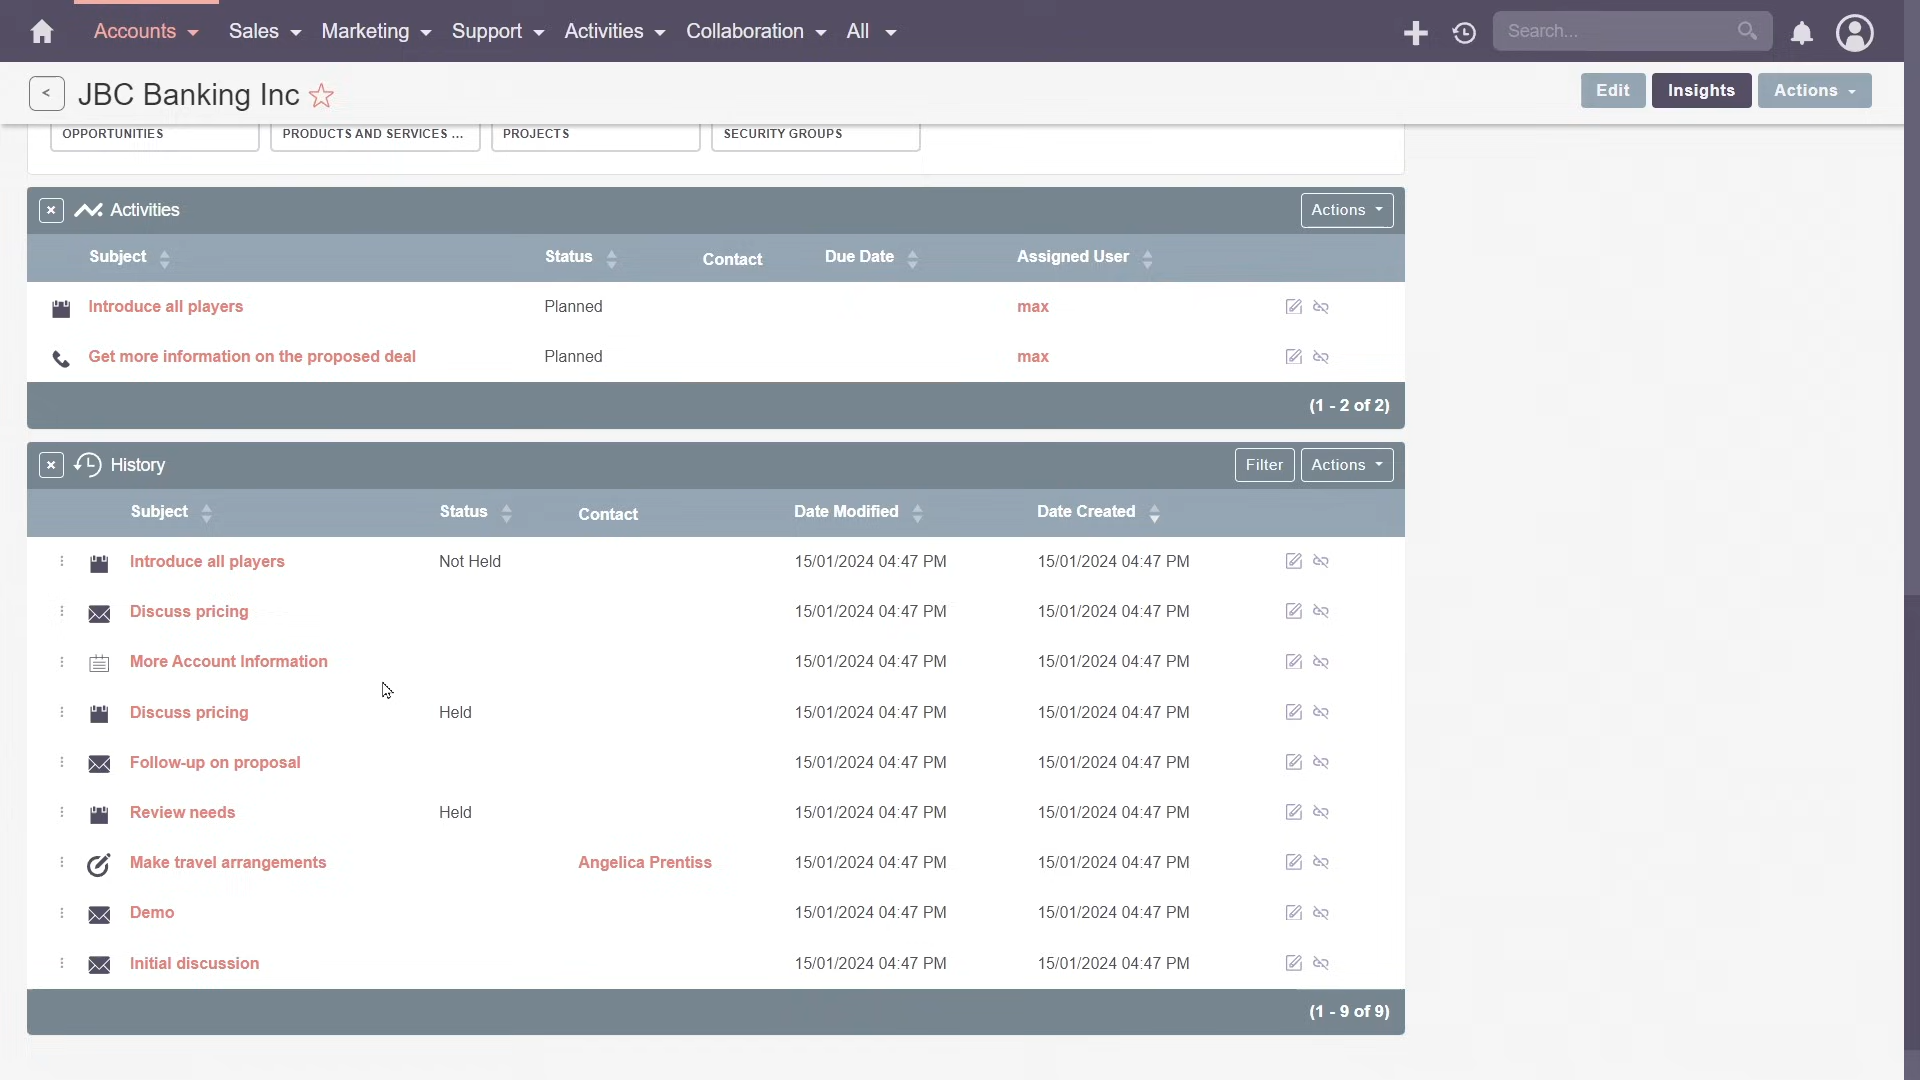 Accounts Sales Marketing Support Activities Collaboration All Search...
< JBC Banking Inc Edit Insights Actions
OPPORTUNITIES PRODUCTS AND SERVICES ... PROJECTS SECURITY GROUPS
Activities Actions
Subject Status Contact Due Date Assigned User
Introduce all players Planned max
Get more information on the proposed deal Planned max
(1 - 2 of 2)
History Filter Actions
Subject Status Contact Date Modified Date Created
Introduce all players Not Held 15/01/2024 04:47 PM 15/01/2024 04:47 PM
Discuss pricing 15/01/2024 04:47 PM 15/01/2024 04:47 PM
More Account Information 15/01/2024 04:47 PM 15/01/2024 04:47 PM
Discuss pricing Held 15/01/2024 04:47 PM 15/01/2024 04:47 PM
Follow-up on proposal 15/01/2024 04:47 PM 15/01/2024 04:47 PM
Review needs Held 15/01/2024 04:47 PM 15/01/2024 04:47 PM
Make travel arrangements Angelica Prentiss 15/01/2024 04:47 PM 15/01/2024 04:47 PM
Demo 15/01/2024 04:47 PM 15/01/2024 04:47 PM
Initial discussion 15/01/2024 04:47 PM 15/01/2024 04:47 PM
(1 - 9 of 9)